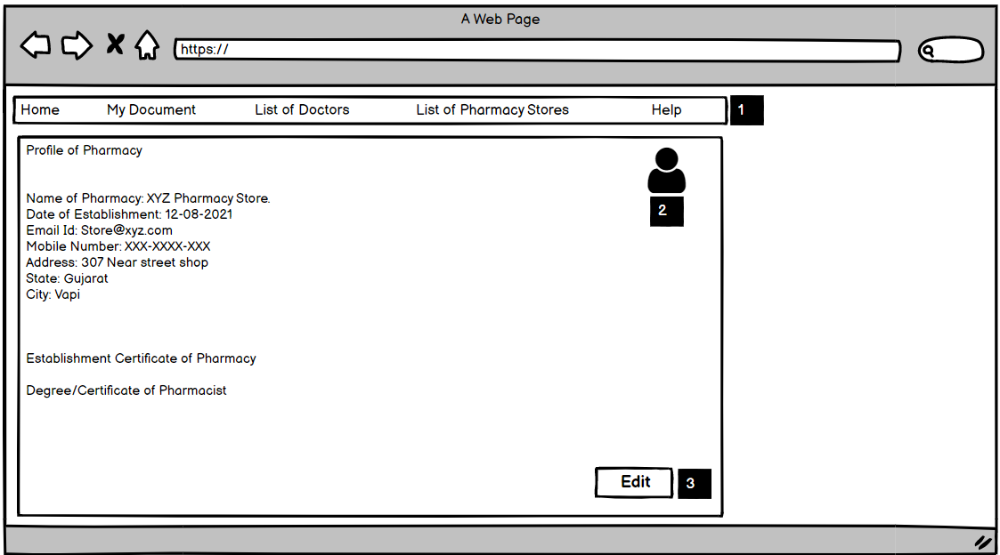 A Web Page
https://
Home My Document List of Doctors List of Pharmacy Stores Help 1
Profile of Pharmacy
Name of Pharmacy: XYZ Pharmacy Store.
2
Date of Establishment: 12-08-2021
Email Id: Store@xyz.com
Mobile Number: XXX-XXXX-XXX
Address: 307 Near street shop
State: Gujarat
City: Vapi
Establishment Certificate of Pharmacy
Degree/Certificate of Pharmacist
Edit 3